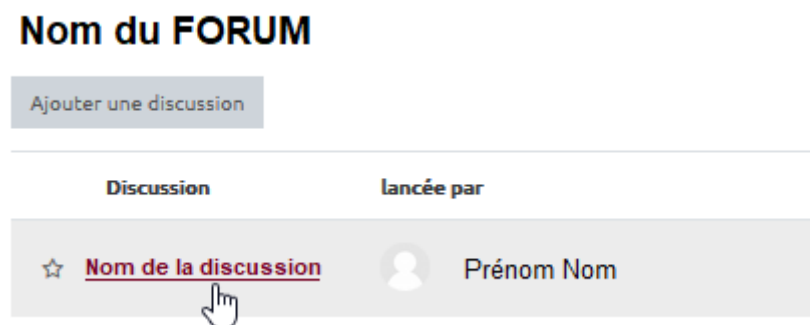 Nom du FORUM
Ajouter une discussion
Discussion lancée par
Nom de la discussion Prénom Nom